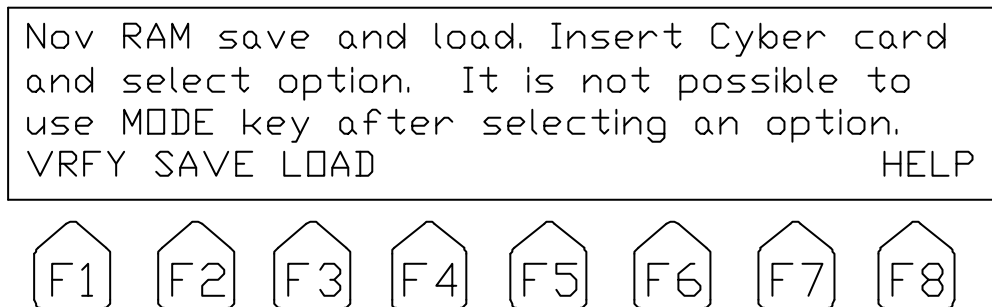 Nov RAM save and load. Insert Cyber card
and select option. It is not possible to
use MODE key after selecting an option.
VRFY SAVE LOAD HELP
F1 F2 F3 F4 F5 F6 F7 F8